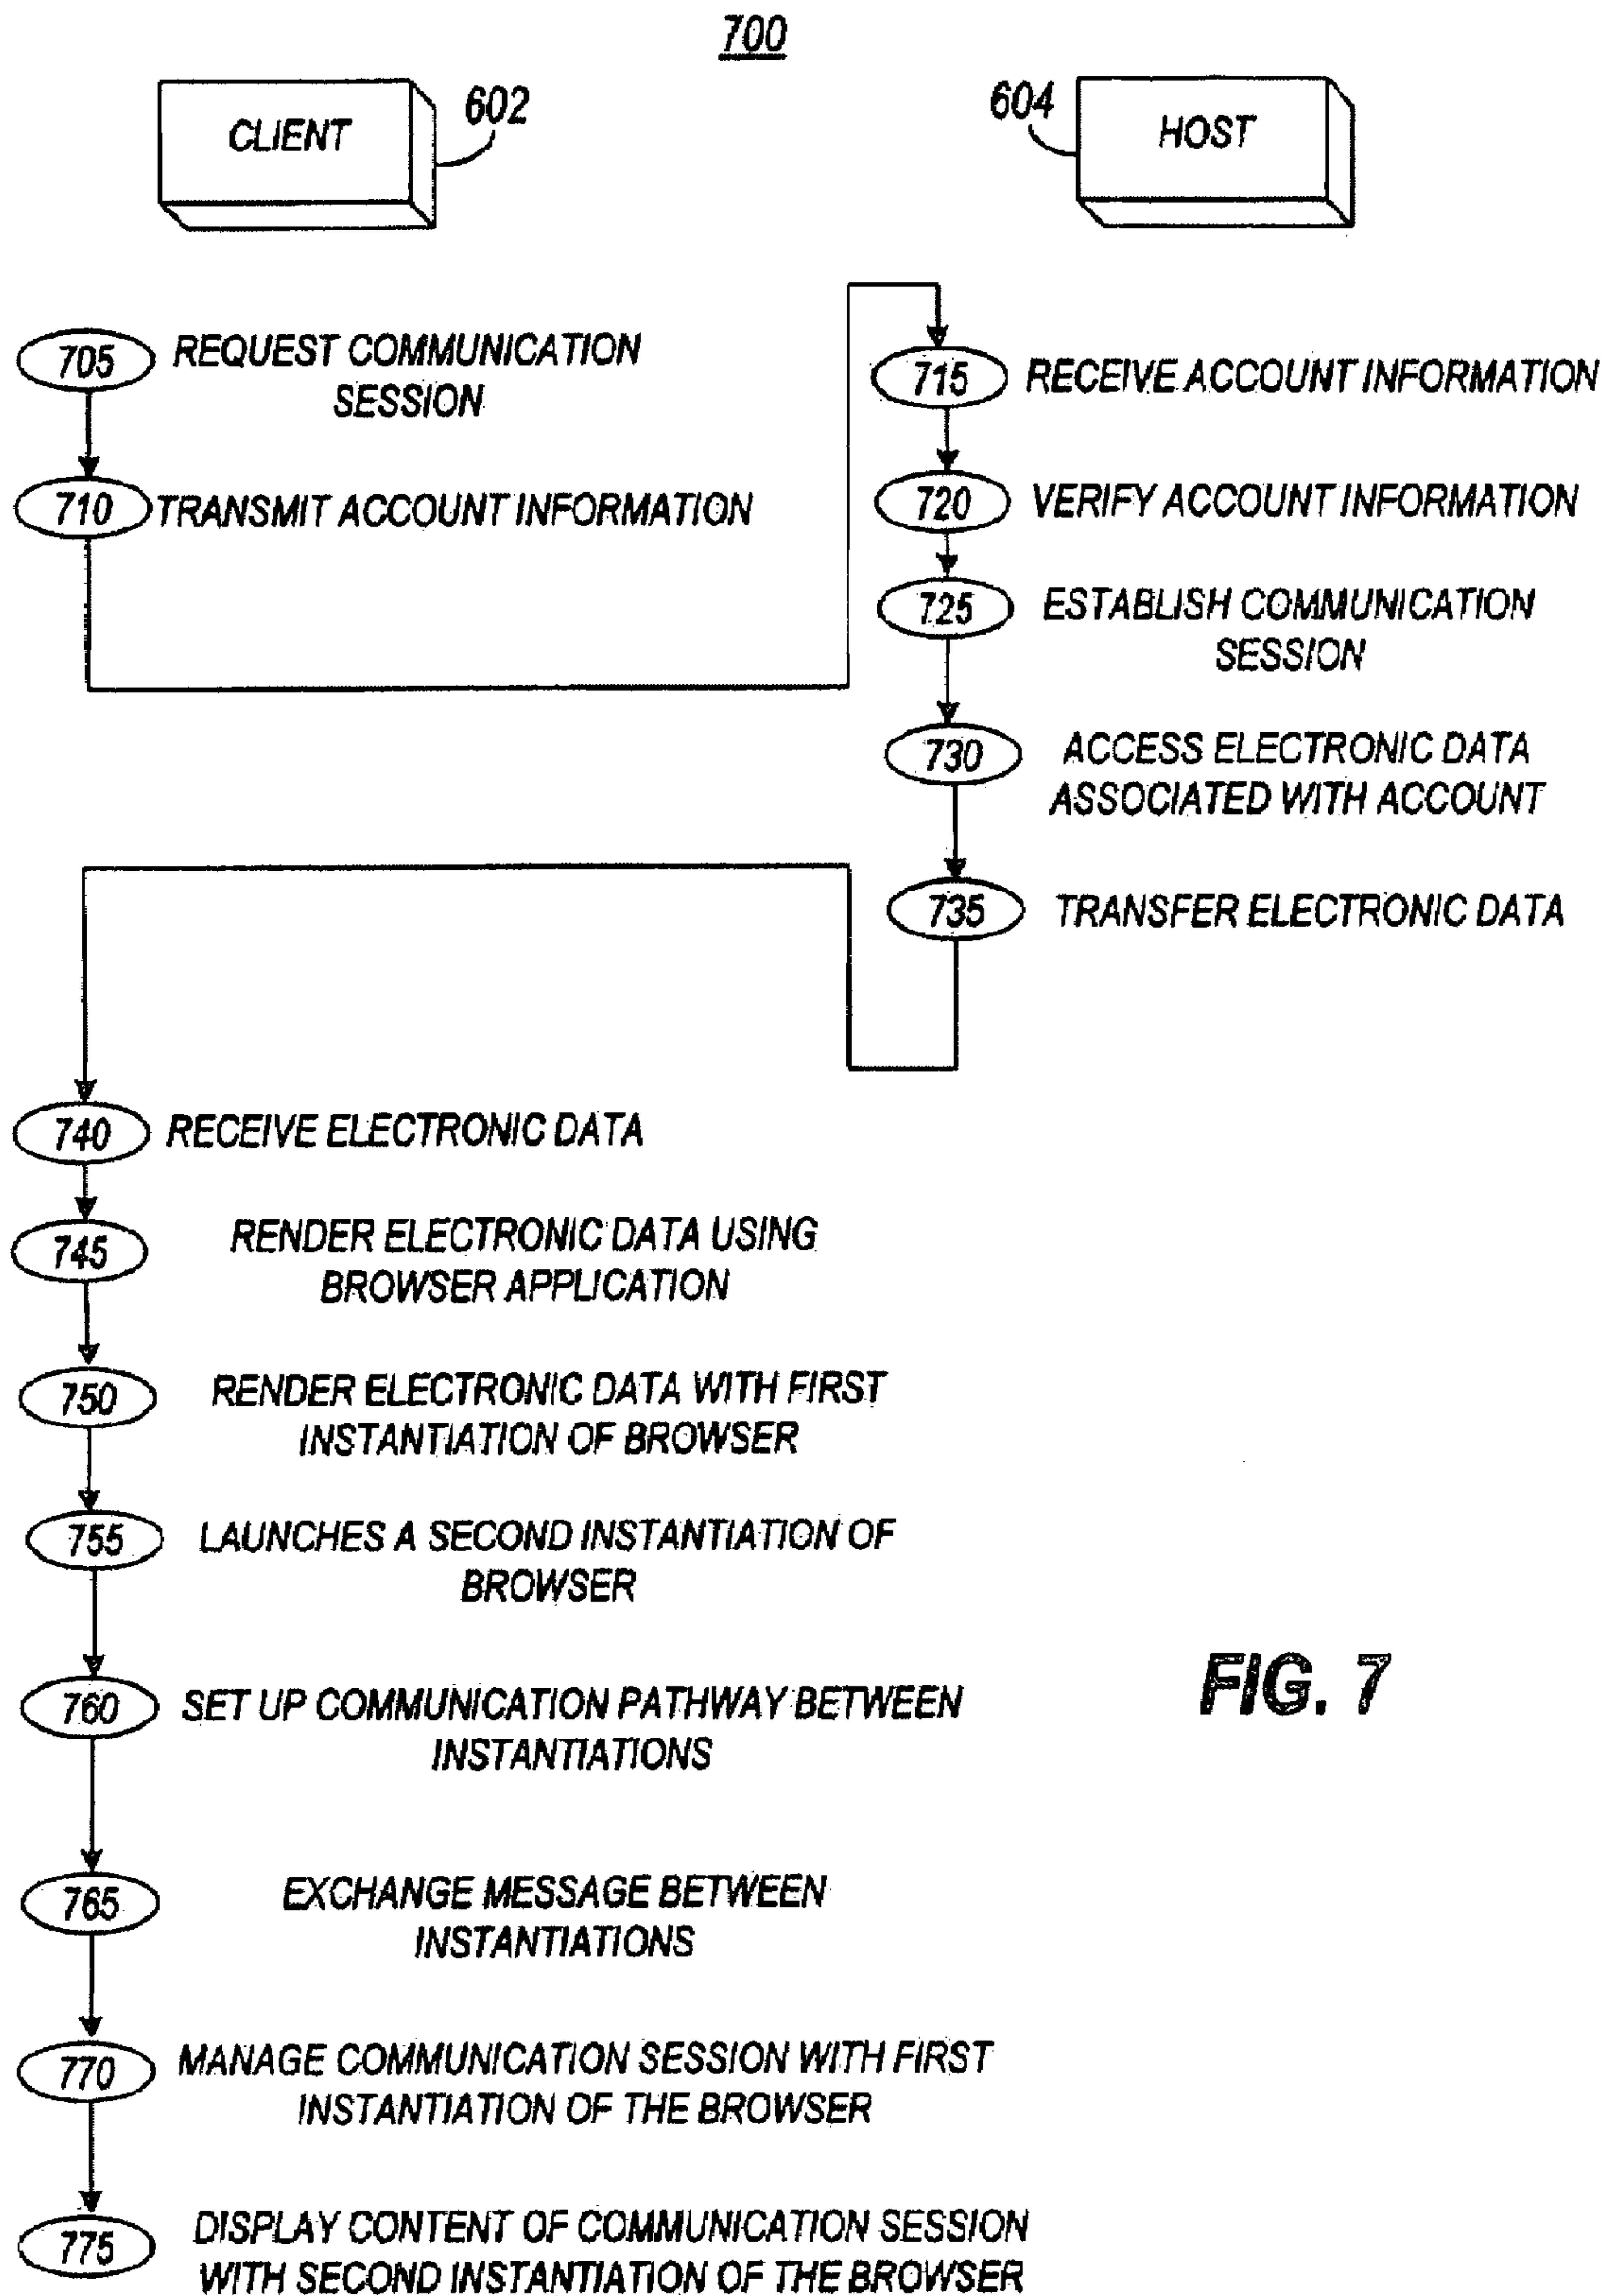 700
CLIENT
602
604
HOST
705
REQUEST COMMUNICATION
SESSION
710
TRANSMIT ACCOUNT INFORMATION
715
RECEIVE ACCOUNT INFORMATION
720
VERIFY ACCOUNT INFORMATION
725
ESTABLISH COMMUNICATION
SESSION
730
ACCESS ELECTRONIC DATA
ASSOCIATED WITH ACCOUNT
735
TRANSFER ELECTRONIC DATA
740
RECEIVE ELECTRONIC DATA
745
RENDER ELECTRONIC DATA USING
BROWSER APPLICATION
750
RENDER ELECTRONIC DATA WITH FIRST
INSTANTIATION OF BROWSER
755
LAUNCHES A SECOND INSTANTIATION OF
BROWSER
760
SET UP COMMUNICATION PATHWAY BETWEEN
INSTANTIATIONS
765
EXCHANGE MESSAGE BETWEEN
INSTANTIATIONS
770
MANAGE COMMUNICATION SESSION WITH FIRST
INSTANTIATION OF THE BROWSER
775
DISPLAY CONTENT OF COMMUNICATION SESSION
WITH SECOND INSTANTIATION OF THE BROWSER
FIG. 7